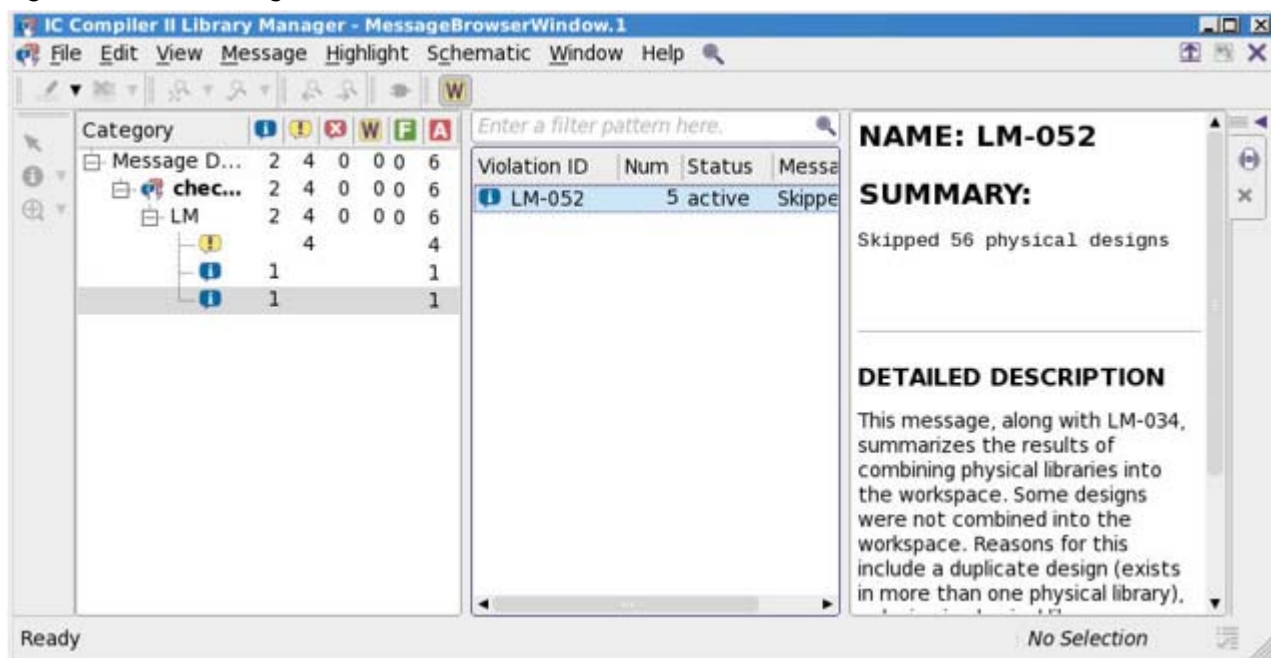 IC Compiler II Library Manager - MessageBrowserWindow.1
File Edit View Message Highlight Schematic Window Help
W
Category W F A
Message D... 2 4 0 0 0 6
chec... 2 4 0 0 0 6
LM 2 4 0 0 0 6
4 4
1 1
1 1
Enter a filter pattern here.
Violation ID Num Status Messa
LM-052 5 active Skippe
NAME: LM-052
SUMMARY:
Skipped 56 physical designs
DETAILED DESCRIPTION
This message, along with LM-034,
summarizes the results of
combining physical libraries into
the workspace. Some designs
were not combined into the
workspace. Reasons for this
include a duplicate design (exists
in more than one physical library),
Ready
No Selection